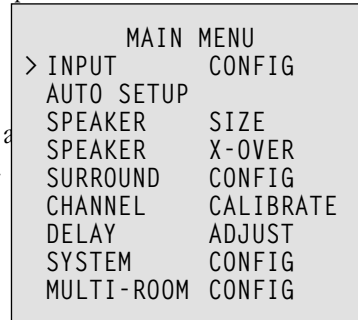 MAIN MENU
> INPUT CONFIG
AUTO SETUP
SPEAKER SIZE
SPEAKER X-OVER
SURROUND CONFIG
CHANNEL CALIBRATE
DELAY ADJUST
SYSTEM CONFIG
MULTI-ROOM CONFIG